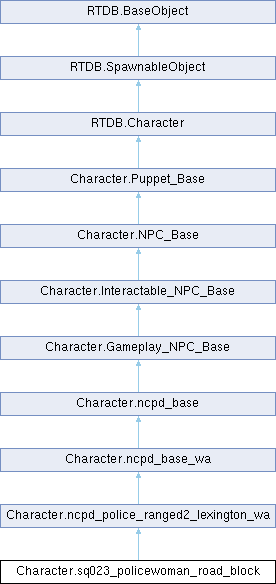 RTDB.BaseObject
RTDB.SpawnableObject
RTDB.Character
Character.Puppet_Base
Character.NPC_Base
Character.Interactable_NPC_Base
Character.Gameplay_NPC_Base
Character.ncpd_base
Character.ncpd_base_wa
Character.ncpd_police_ranged2_lexington_wa
Character.sq023_policewoman_road_block